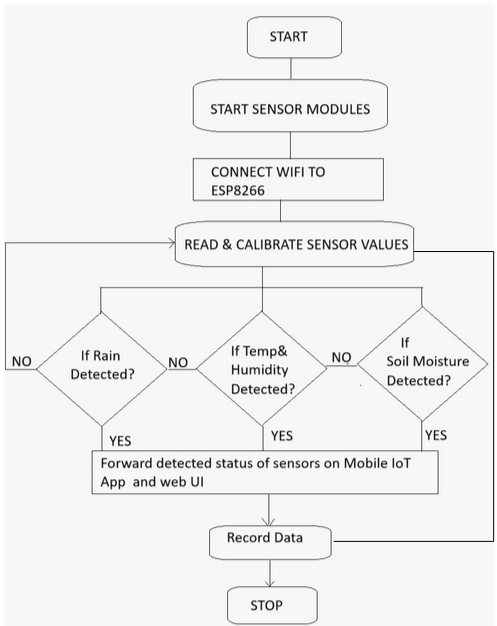 START
START SENSOR MODULES
CONNECT WIFI TO
ESP8266
READ & CALIBRATE SENSOR VALUES
NO
If Rain
Detected?
NO
If Temp&
Humidity
Detected?
NO
If
Soil Moisture
Detected?
YES
YES
YES
Forward detected status of sensors on Mobile IoT
App and web UI
Record Data
STOP